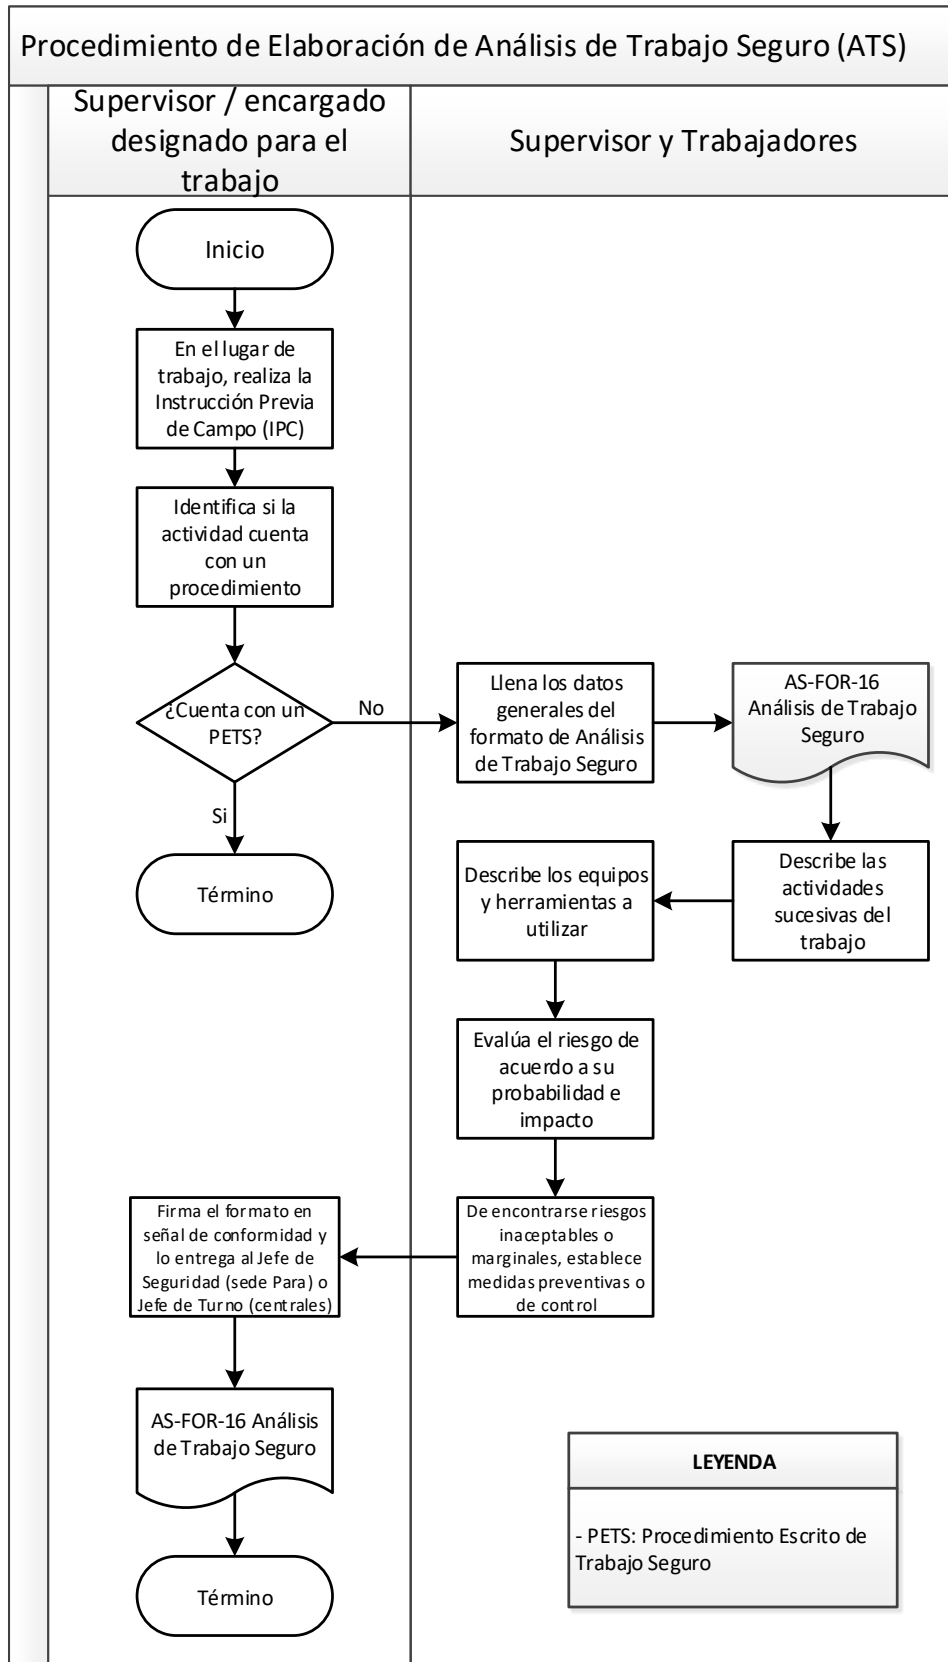 Procedimiento de Elaboración de Análisis de Trabajo Seguro (ATS)
Supervisor / encargado
designado para el
trabajo
Supervisor y Trabajadores
Inicio
En el lugar de
trabajo, realiza la
Instrucción Previa
de Campo (IPC)
Identifica si la
actividad cuenta
con un
procedimiento
¿Cuenta con un
PETS?
No
Si
Término
Llena los datos
generales del
formato de Análisis
de Trabajo Seguro
AS-FOR-16
Análisis de Trabajo
Seguro
Describe las
actividades
sucesivas del
trabajo
Describe los equipos
y herramientas a
utilizar
Evalúa el riesgo de
acuerdo a su
probabilidad e
impacto
De encontrarse riesgos
inaceptables o
marginales, establece
medidas preventivas o
de control
Firma el formato en
señal de conformidad y
lo entrega al Jefe de
Seguridad (sede Para) o
Jefe de Turno (centrales)
AS-FOR-16 Análisis
de Trabajo Seguro
Término
LEYENDA
- PETS: Procedimiento Escrito de
Trabajo Seguro